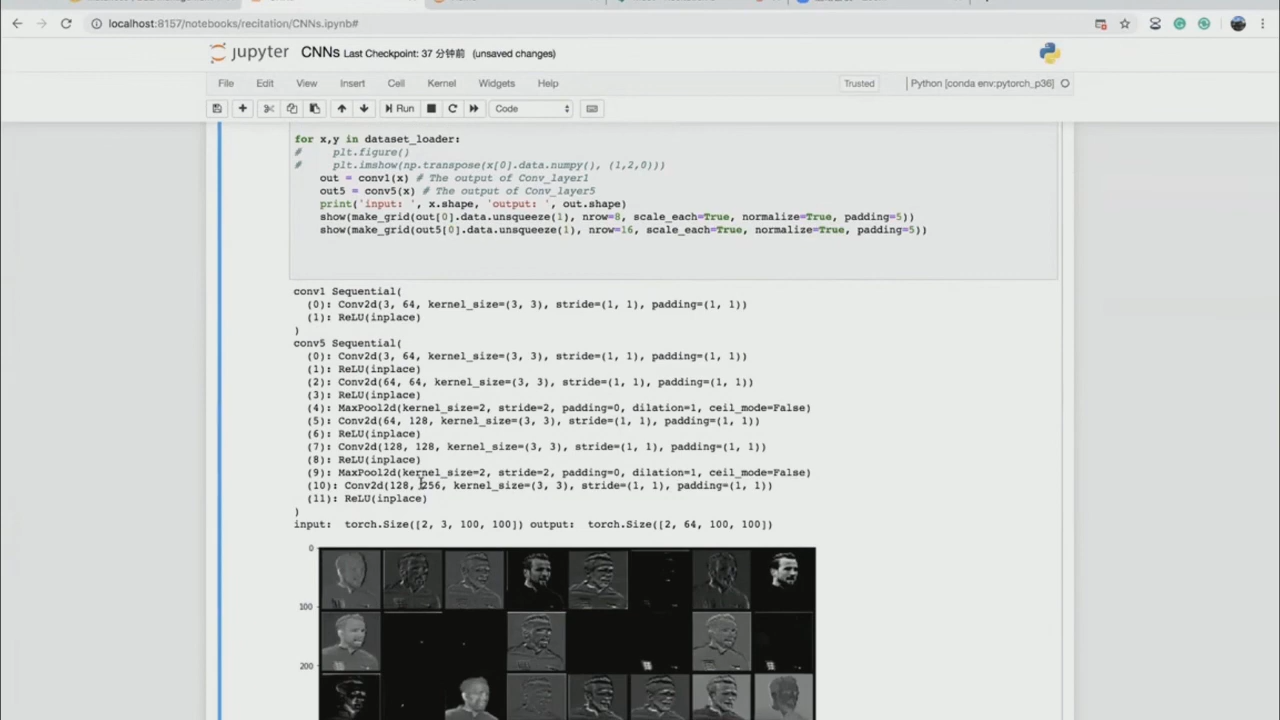 localhost:8157/notebooks/recitation/CNNs.ipynb#
jupyter CNNs Last Checkpoint: 37 分钟前 (unsaved changes)
File Edit View Insert Cell Kernel Widgets Help Trusted Python [conda env:pytorch_p36]
Run Code
for x,y in dataset_loader:
#     plt.figure()
#     plt.imshow(np.transpose(x[0].data.numpy(), (1,2,0)))
    out = conv1(x) # The output of Conv_layer1
    out5 = conv5(x) # The output of Conv_layer5
    print('input: ', x.shape, 'output: ', out.shape)
    show(make_grid(out[0].data.unsqueeze(1), nrow=8, scale_each=True, normalize=True, padding=5))
    show(make_grid(out5[0].data.unsqueeze(1), nrow=16, scale_each=True, normalize=True, padding=5))
conv1 Sequential(
  (0): Conv2d(3, 64, kernel_size=(3, 3), stride=(1, 1), padding=(1, 1))
  (1): ReLU(inplace)
)
conv5 Sequential(
  (0): Conv2d(3, 64, kernel_size=(3, 3), stride=(1, 1), padding=(1, 1))
  (1): ReLU(inplace)
  (2): Conv2d(64, 64, kernel_size=(3, 3), stride=(1, 1), padding=(1, 1))
  (3): ReLU(inplace)
  (4): MaxPool2d(kernel_size=2, stride=2, padding=0, dilation=1, ceil_mode=False)
  (5): Conv2d(64, 128, kernel_size=(3, 3), stride=(1, 1), padding=(1, 1))
  (6): ReLU(inplace)
  (7): Conv2d(128, 128, kernel_size=(3, 3), stride=(1, 1), padding=(1, 1))
  (8): ReLU(inplace)
  (9): MaxPool2d(kernel_size=2, stride=2, padding=0, dilation=1, ceil_mode=False)
  (10): Conv2d(128, 256, kernel_size=(3, 3), stride=(1, 1), padding=(1, 1))
  (11): ReLU(inplace)
)
input:  torch.Size([2, 3, 100, 100]) output:  torch.Size([2, 64, 100, 100])
0
100
200